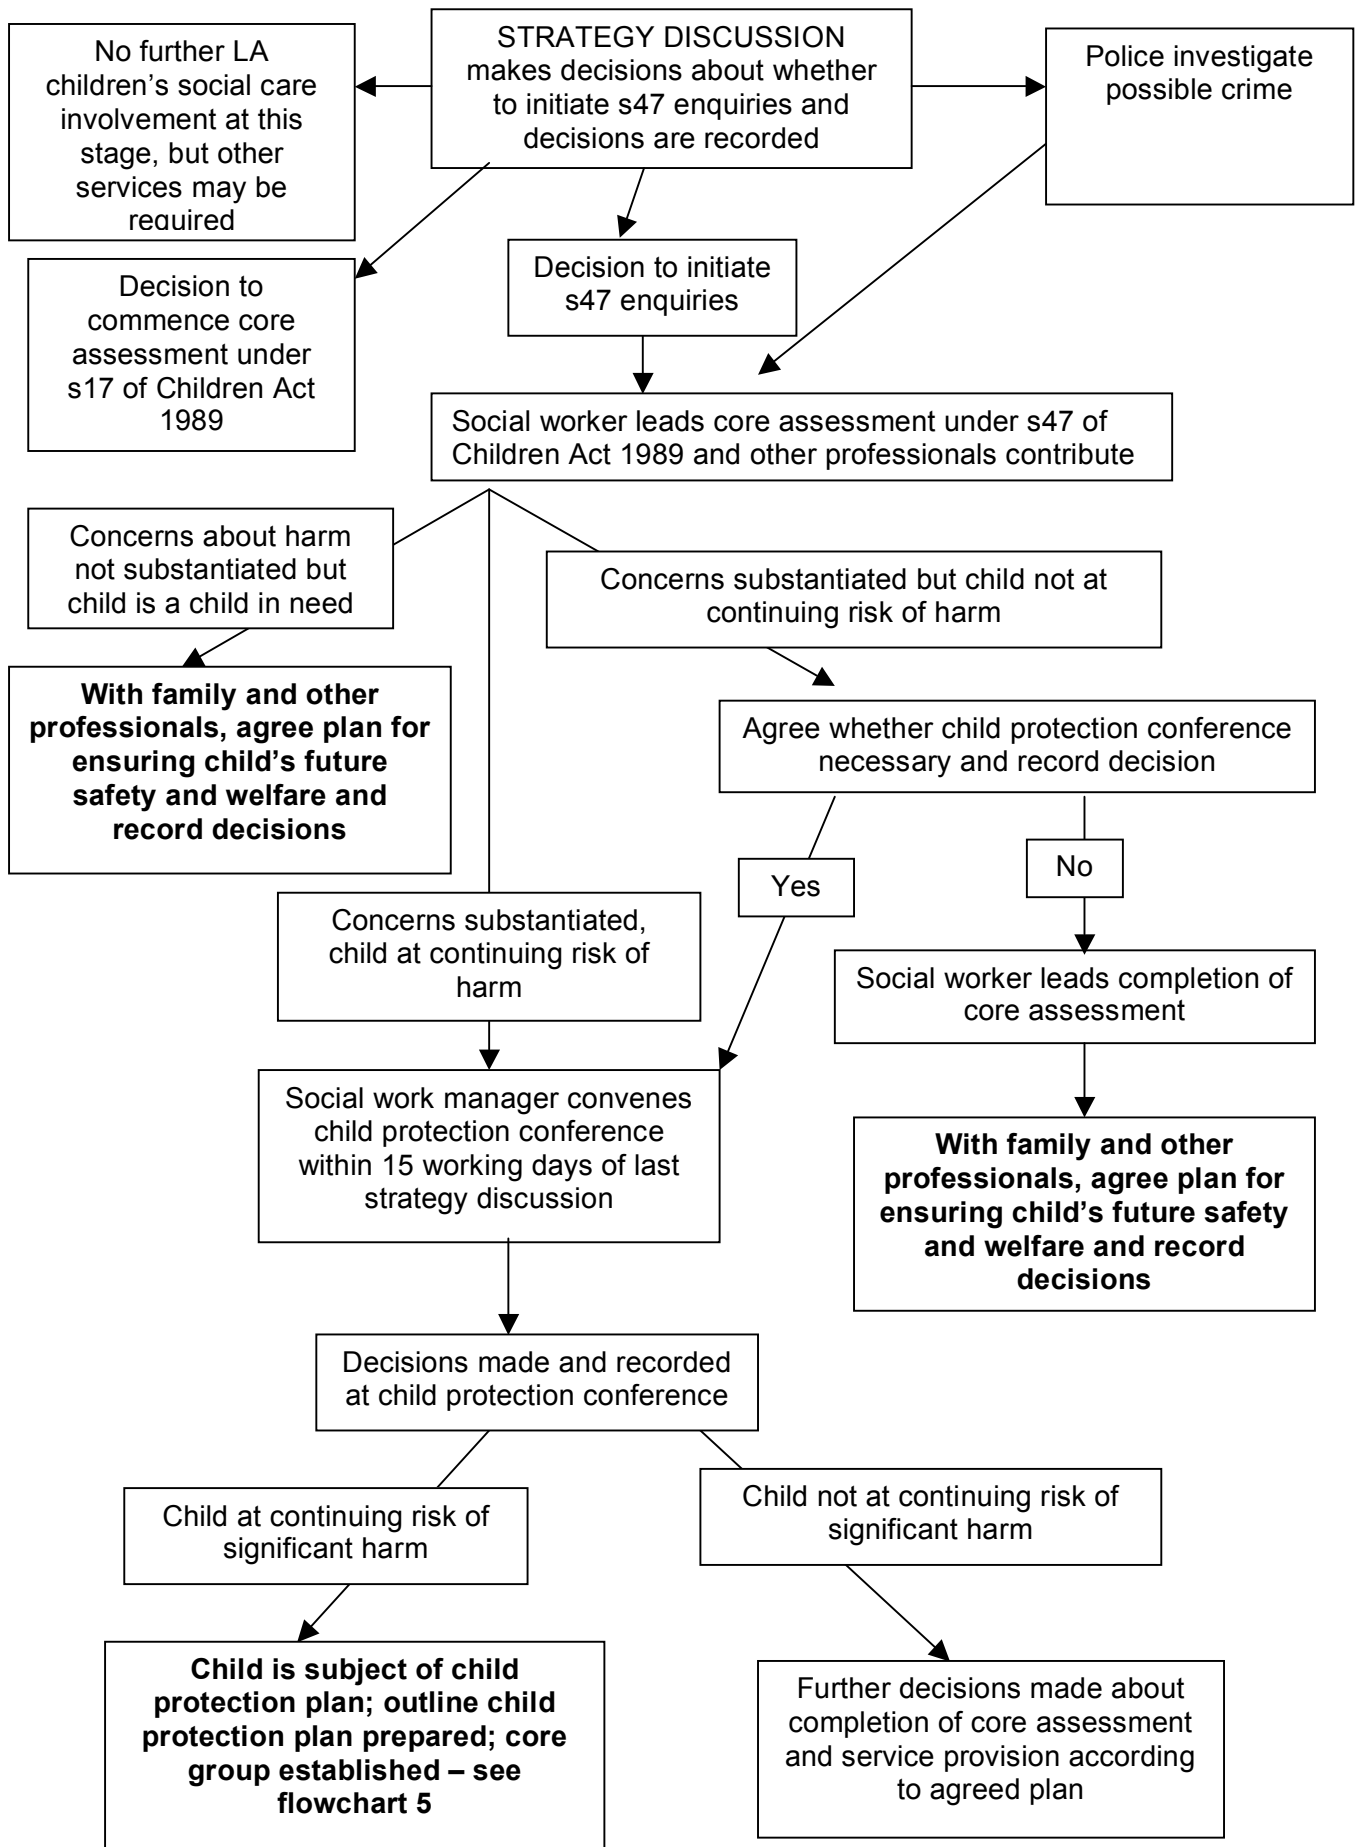 No further LA
children’s social care
involvement at this
stage, but other
services may be
required
STRATEGY DISCUSSION
makes decisions about whether
to initiate s47 enquiries and
decisions are recorded
Police investigate
possible crime
Decision to
commence core
assessment under
s17 of Children Act
1989
Decision to initiate
s47 enquiries
Social worker leads core assessment under s47 of
Children Act 1989 and other professionals contribute
Concerns about harm
not substantiated but
child is a child in need
Concerns substantiated but child not at
continuing risk of harm
With family and other
professionals, agree plan for
ensuring child’s future
safety and welfare and
record decisions
Agree whether child protection conference
necessary and record decision
Yes
No
Concerns substantiated,
child at continuing risk of
harm
Social worker leads completion of
core assessment
Social work manager convenes
child protection conference
within 15 working days of last
strategy discussion
With family and other
professionals, agree plan for
ensuring child’s future safety
and welfare and record
decisions
Decisions made and recorded
at child protection conference
Child at continuing risk of
significant harm
Child not at continuing risk of
significant harm
Child is subject of child
protection plan; outline child
protection plan prepared; core
group established – see
flowchart 5
Further decisions made about
completion of core assessment
and service provision according
to agreed plan